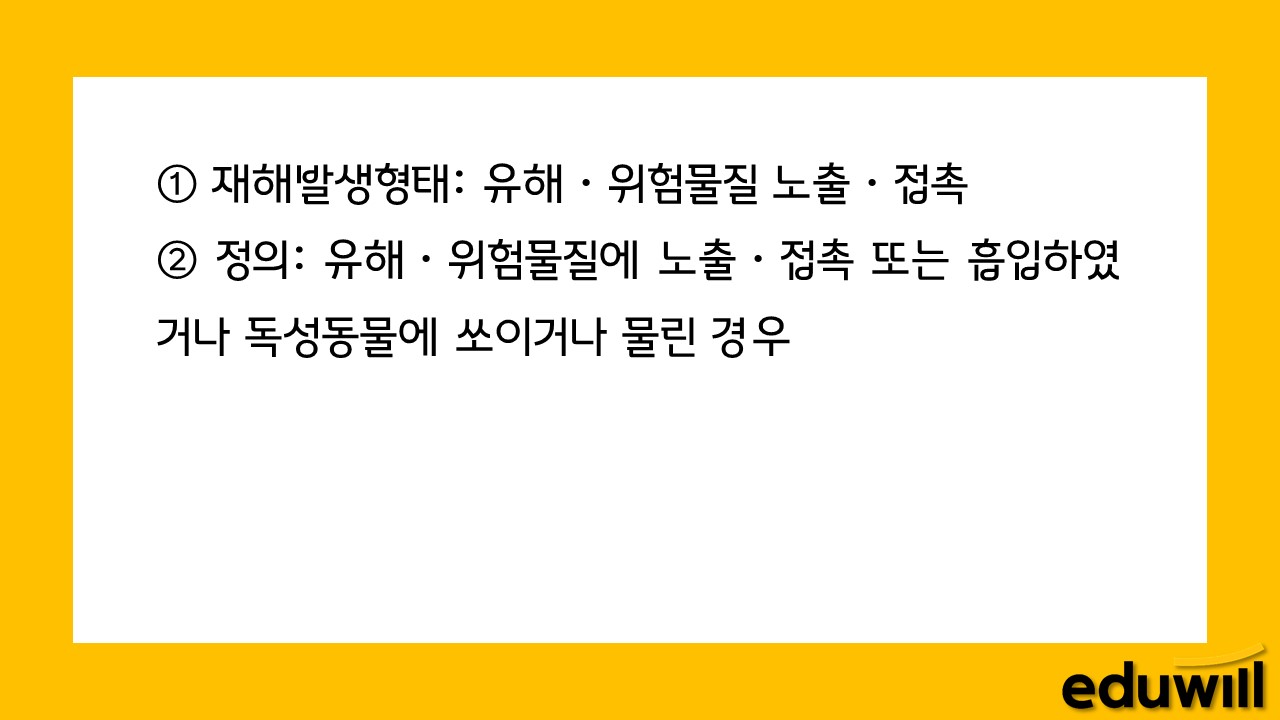 ① 재해발생형태: 유해 · 위험물질 노출 · 접촉
② 정의: 유해 · 위험물질에 노출 · 접촉 또는 흡입하였
거나 독성동물에 쏘이거나 물린 경우
eduwill